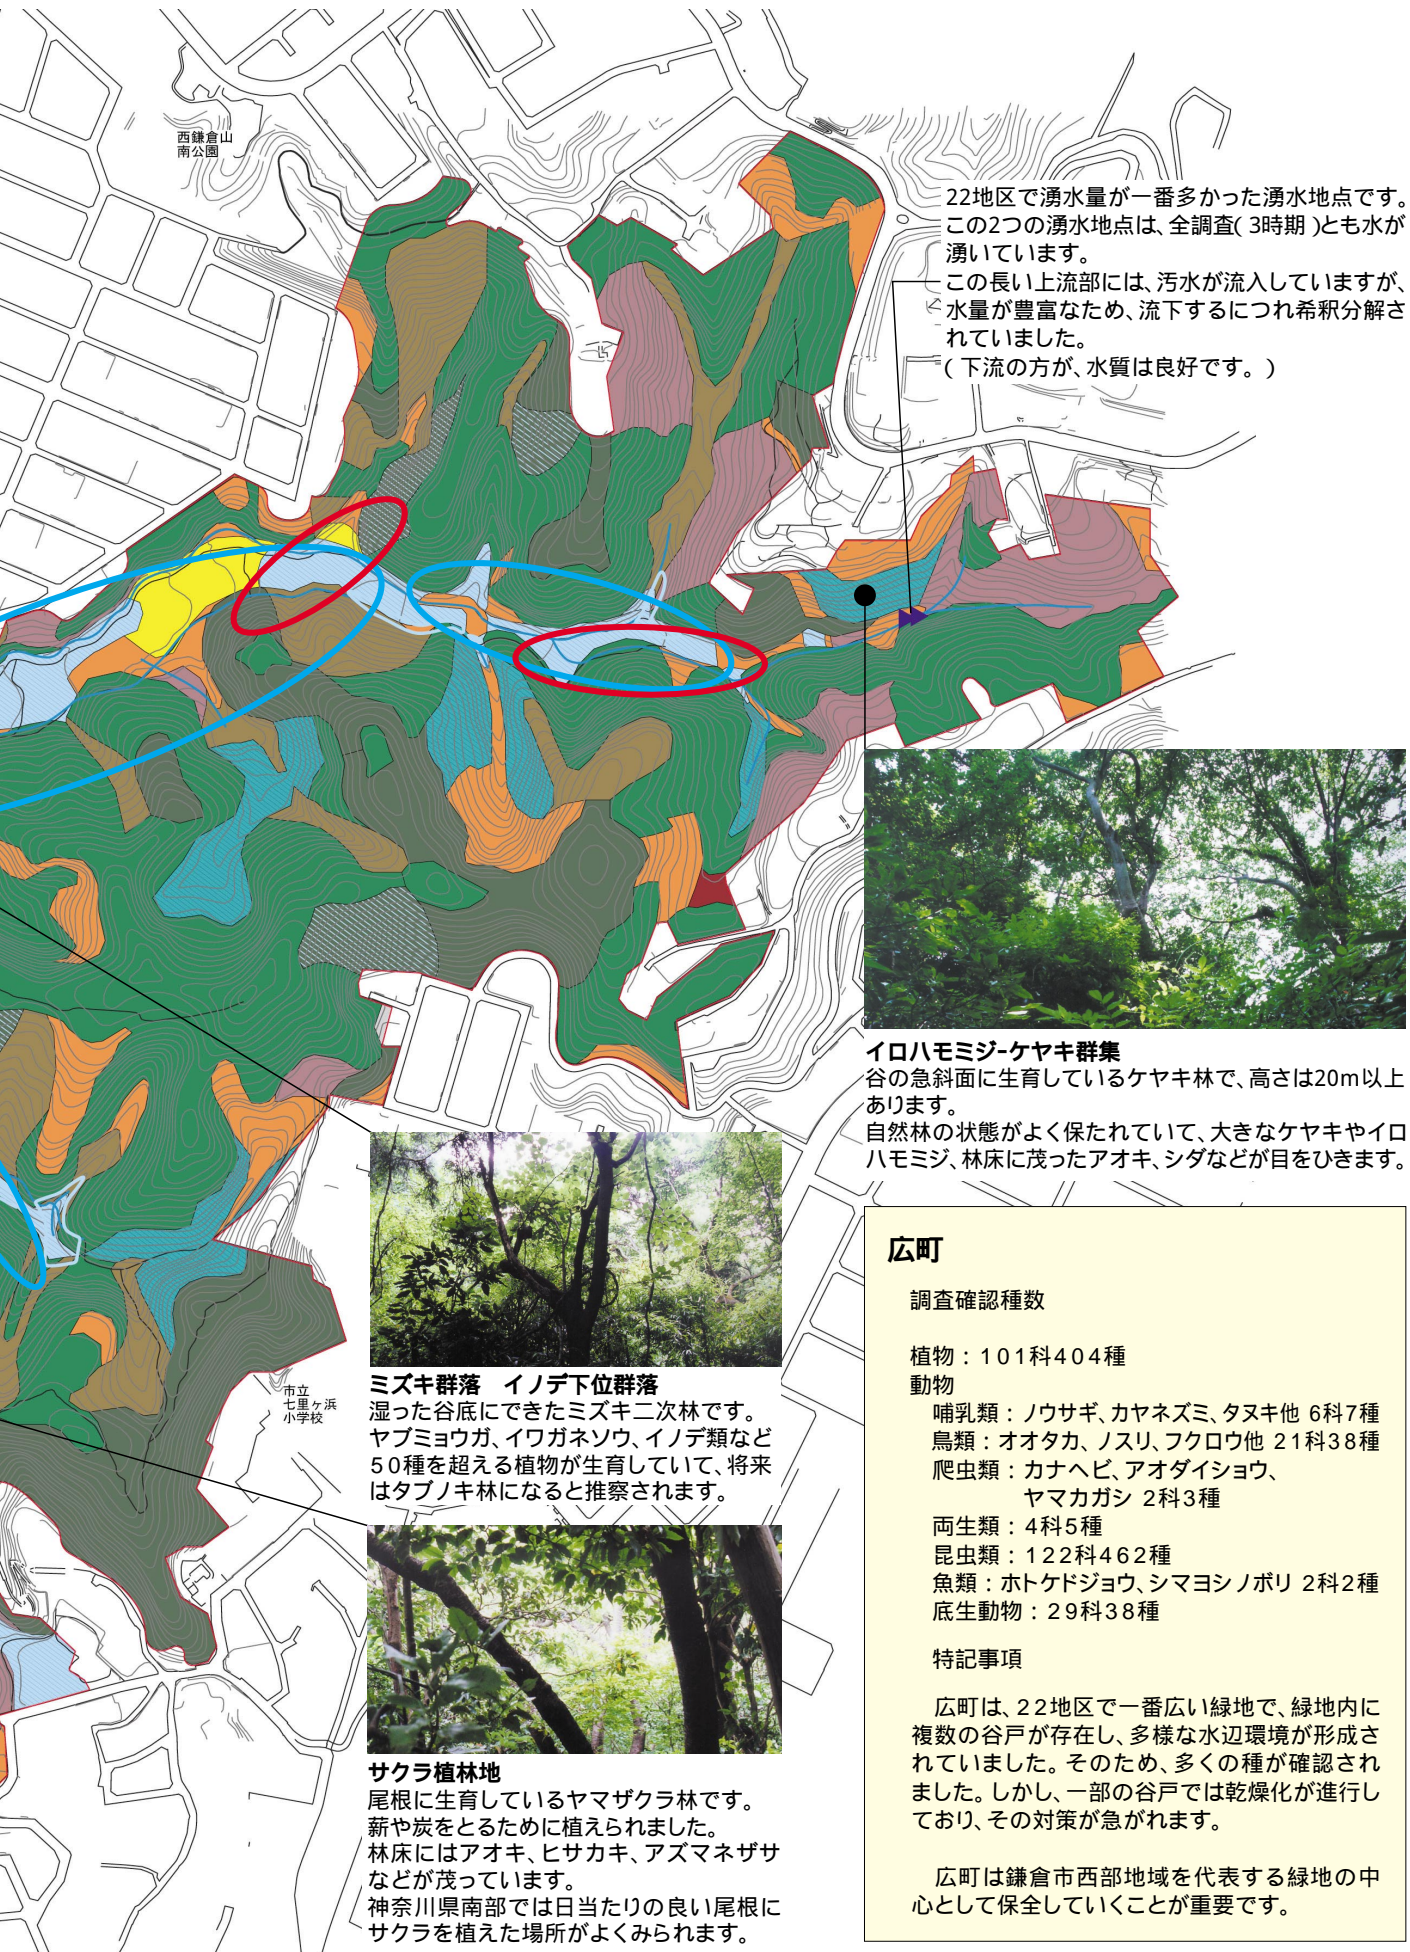 西鎌倉山
南公園
22地区で湧水量が一番多かった湧水地点です。
この2つの湧水地点は、全調査(3時期)とも水が
湧いています。
この長い上流部には、汚水が流入していますが、
水量が豊富なため、流下するにつれ希釈分解さ
れていました。
(下流の方が、水質は良好です。)
イロハモミジ-ケヤキ群集
谷の急斜面に生育しているケヤキ林で、高さは20m以上
あります。
自然林の状態がよく保たれていて、大きなケヤキやイロ
ハモミジ、林床に茂ったアオキ、シダなどが目をひきます。
ミズキ群落　イノデ下位群落
湿った谷底にできたミズキ二次林です。
ヤブミョウガ、イワガネソウ、イノデ類など
50種を超える植物が生育していて、将来
はタブノキ林になると推察されます。
市立
七里ヶ浜
小学校
サクラ植林地
尾根に生育しているヤマザクラ林です。
薪や炭をとるために植えられました。
林床にはアオキ、ヒサカキ、アズマネザサ
などが茂っています。
神奈川県南部では日当たりの良い尾根に
サクラを植えた場所がよくみられます。
広町
調査確認種数
植物：101科404種
動物
哺乳類：ノウサギ、カヤネズミ、タヌキ他 6科7種
鳥類：オオタカ、ノスリ、フクロウ他 21科38種
爬虫類：カナヘビ、アオダイショウ、
ヤマカガシ 2科3種
両生類：4科5種
昆虫類：122科462種
魚類：ホトケドジョウ、シマヨシノボリ 2科2種
底生動物：29科38種
特記事項
広町は、22地区で一番広い緑地で、緑地内に
複数の谷戸が存在し、多様な水辺環境が形成さ
れていました。そのため、多くの種が確認され
ました。しかし、一部の谷戸では乾燥化が進行し
ており、その対策が急がれます。
広町は鎌倉市西部地域を代表する緑地の中
心として保全していくことが重要です。